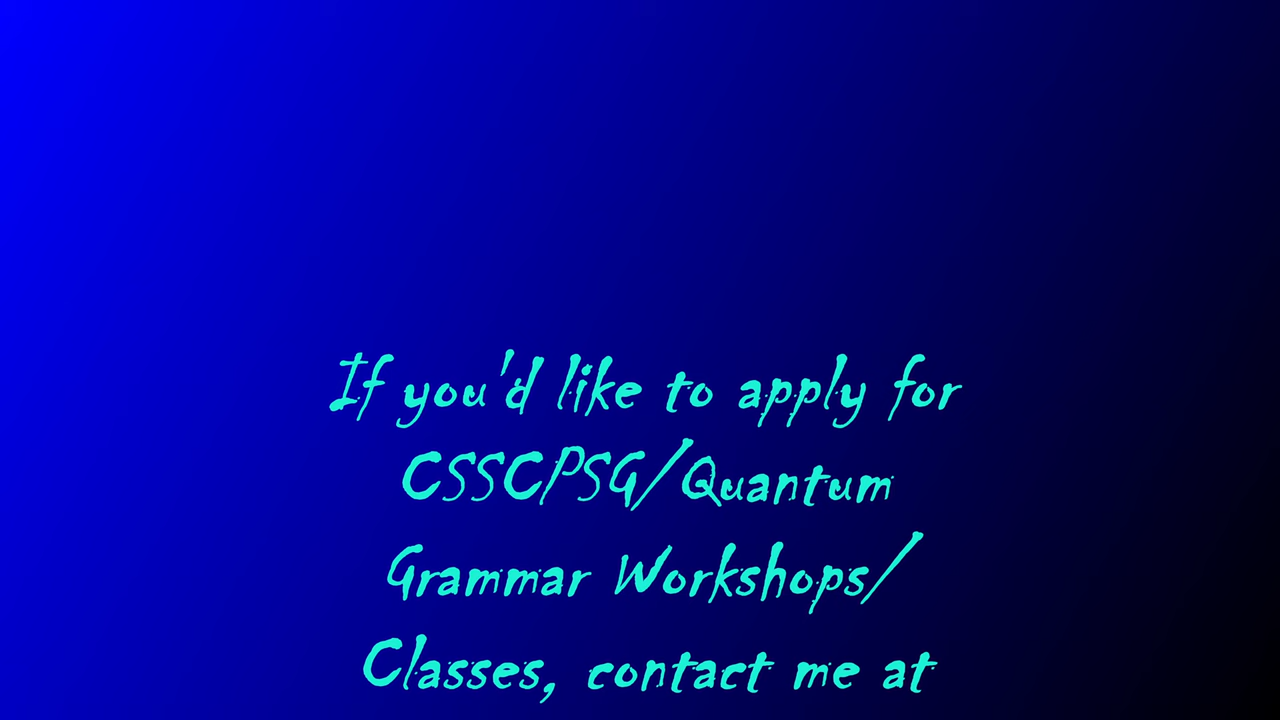 If you'd like to apply for
CSSCPSG/Quantum
Grammar Workshops/
Classes, contact me at